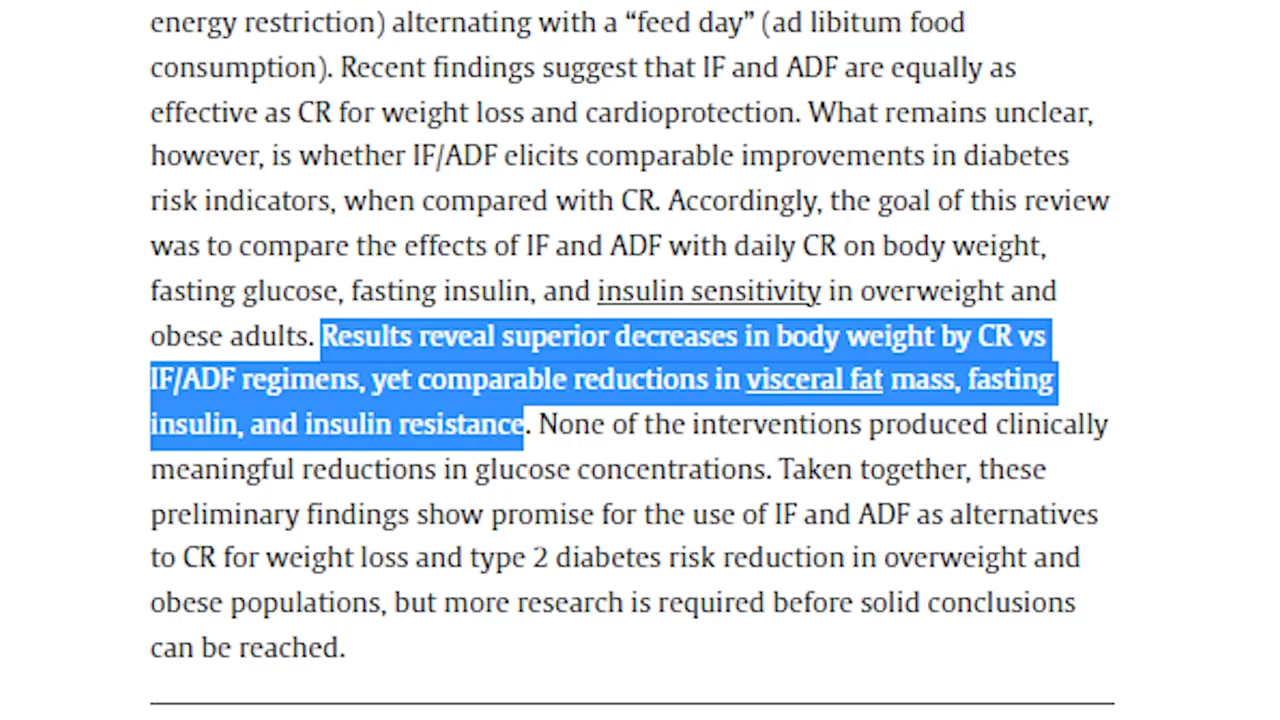 energy restriction) alternating with a “feed day” (ad libitum food
consumption). Recent findings suggest that IF and ADF are equally as
effective as CR for weight loss and cardioprotection. What remains unclear,
however, is whether IF/ADF elicits comparable improvements in diabetes
risk indicators, when compared with CR. Accordingly, the goal of this review
was to compare the effects of IF and ADF with daily CR on body weight,
fasting glucose, fasting insulin, and insulin sensitivity in overweight and
obese adults. Results reveal superior decreases in body weight by CR vs
IF/ADF regimens, yet comparable reductions in visceral fat mass, fasting
insulin, and insulin resistance. None of the interventions produced clinically
meaningful reductions in glucose concentrations. Taken together, these
preliminary findings show promise for the use of IF and ADF as alternatives
to CR for weight loss and type 2 diabetes risk reduction in overweight and
obese populations, but more research is required before solid conclusions
can be reached.